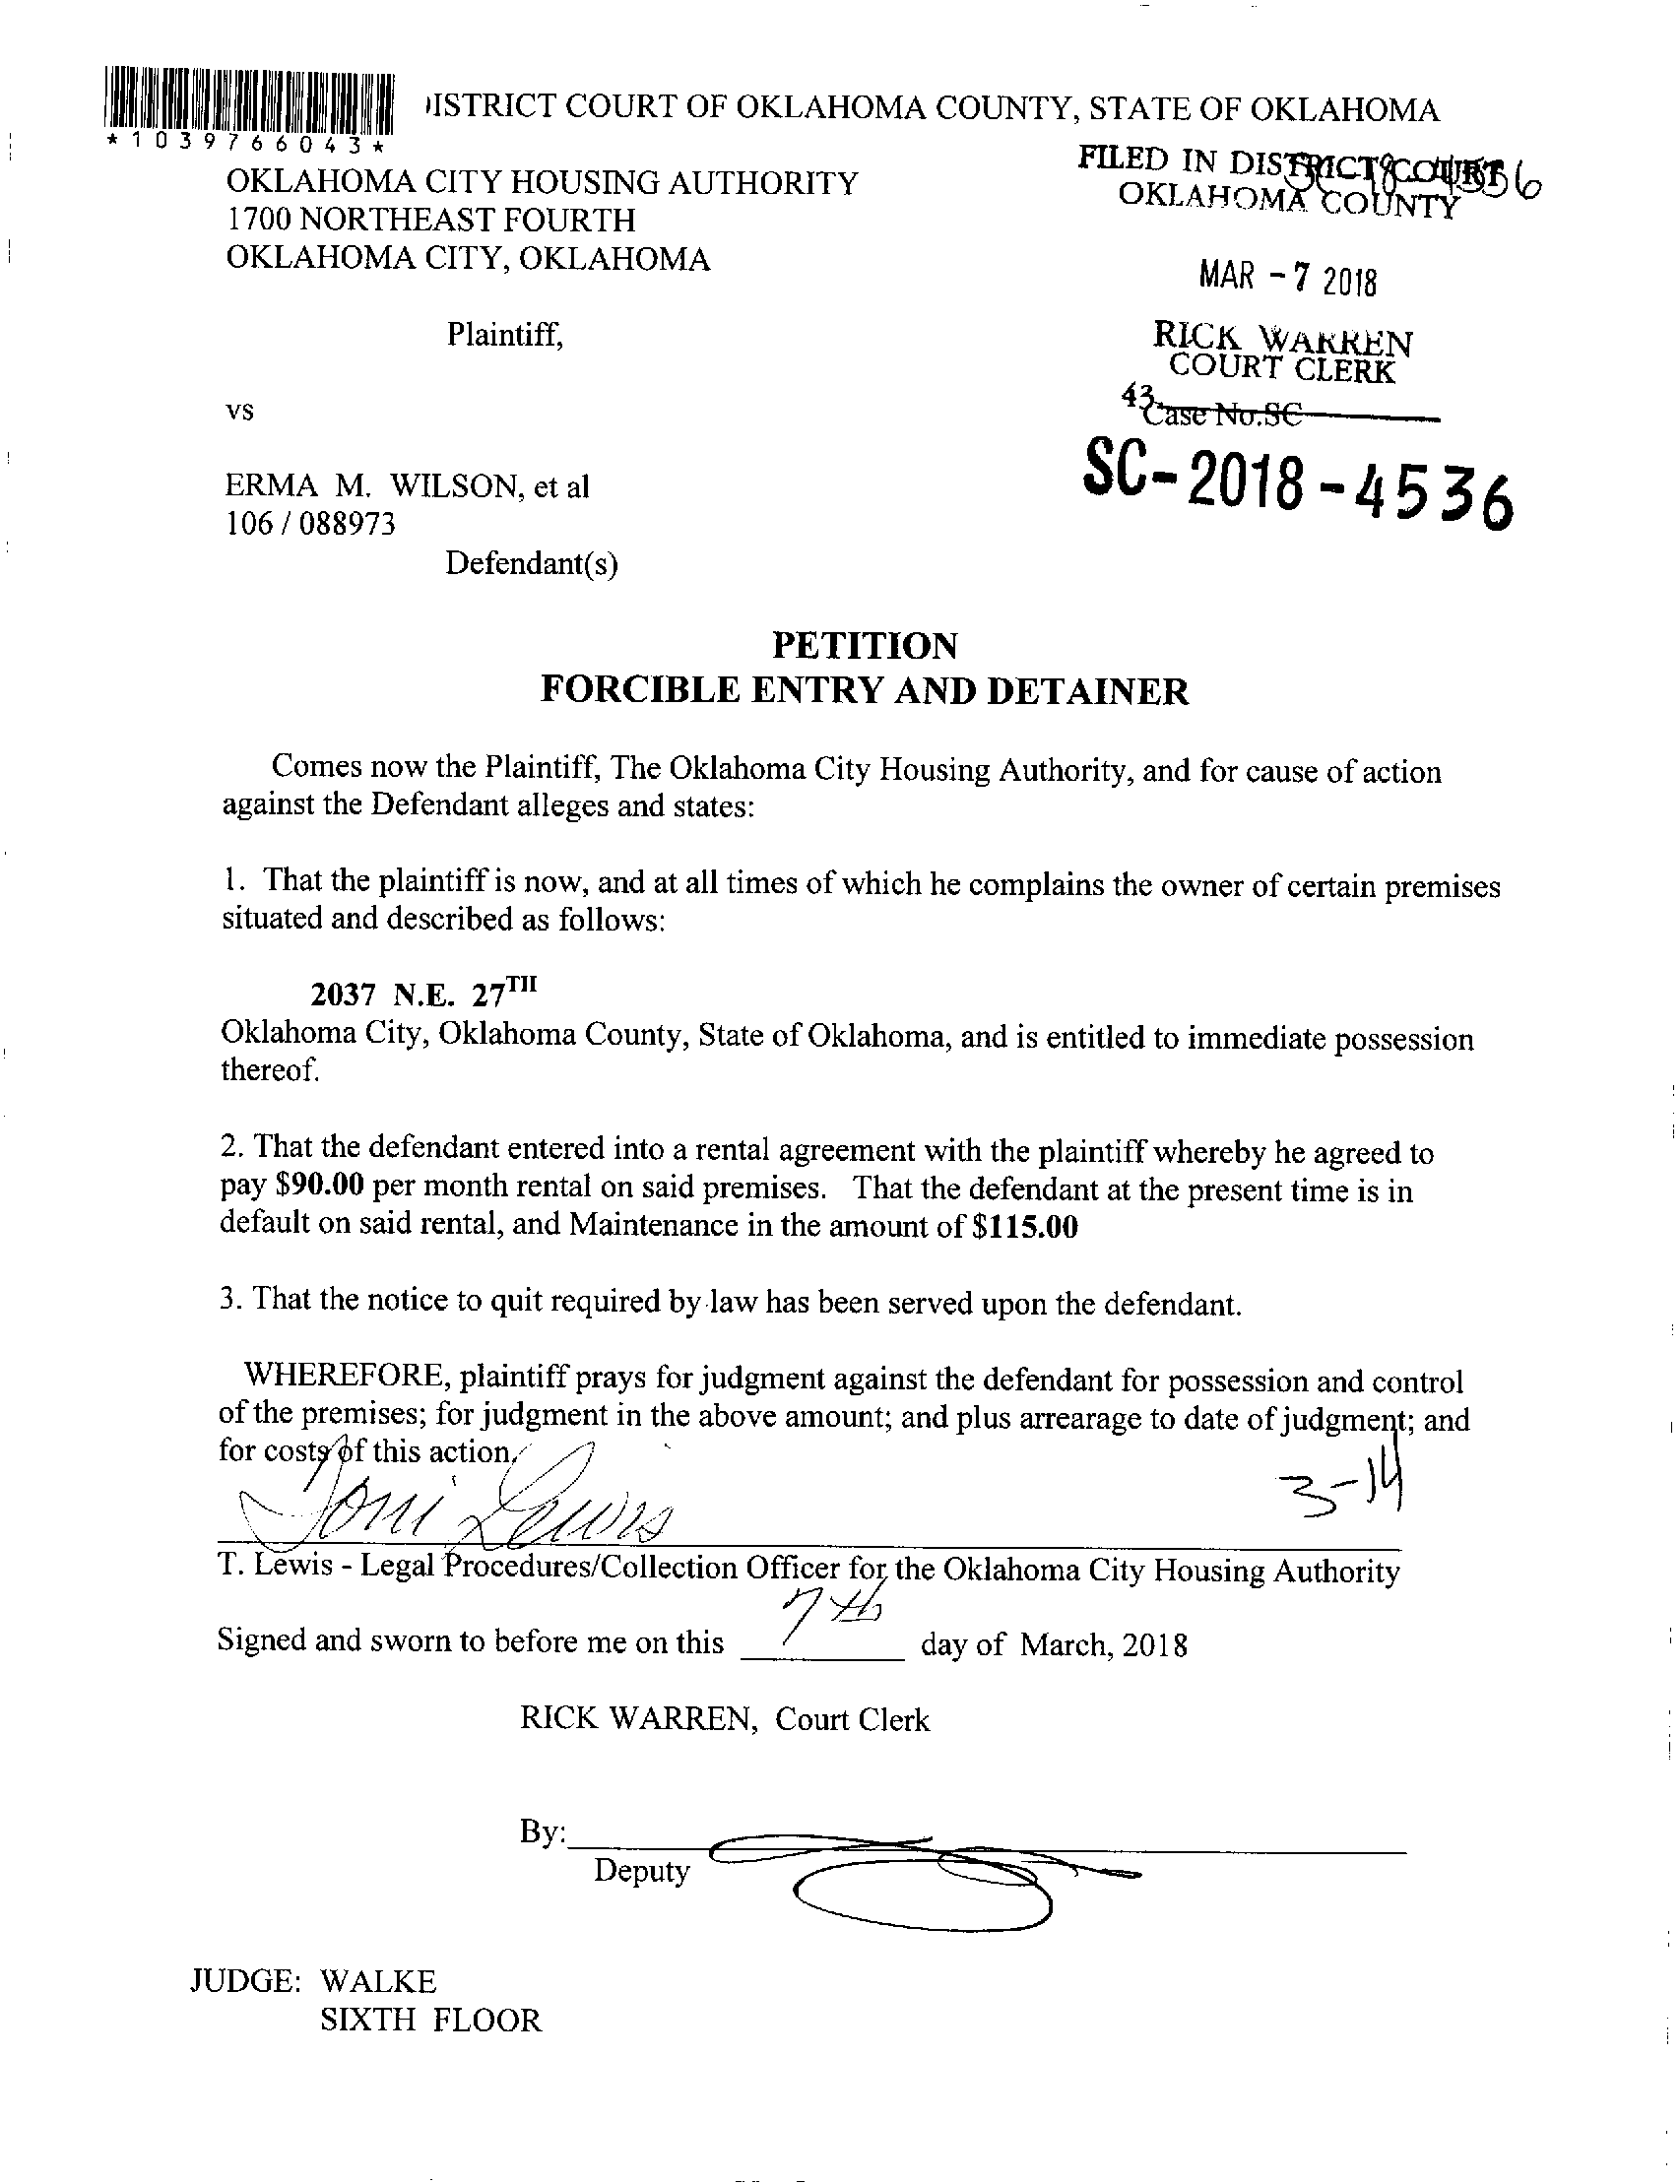 ISTRICT COURT OF OKLAHOMA COUNTY, STATE OF OKLAHOMA
*1039766043*
OKLAHOMA CITY HOUSING AUTHORITY
1700 NORTHEAST FOURTH
OKLAHOMA CITY, OKLAHOMA
FILED IN DISTRICT COURT
OKLAHOMA COUNTY
MAR - 7 2018
Plaintiff,
RICK WARREN
COURT CLERK
43
Case No.SC
vs
SC-2018-4536
ERMA M. WILSON, et al
106 / 088973
Defendant(s)
PETITION
FORCIBLE ENTRY AND DETAINER
Comes now the Plaintiff, The Oklahoma City Housing Authority, and for cause of action
against the Defendant alleges and states:
1. That the plaintiff is now, and at all times of which he complains the owner of certain premises
situated and described as follows:
2037 N.E. 27TH
Oklahoma City, Oklahoma County, State of Oklahoma, and is entitled to immediate possession
thereof.
2. That the defendant entered into a rental agreement with the plaintiff whereby he agreed to
pay $90.00 per month rental on said premises. That the defendant at the present time is in
default on said rental, and Maintenance in the amount of $115.00
3. That the notice to quit required by law has been served upon the defendant.
WHEREFORE, plaintiff prays for judgment against the defendant for possession and control
of the premises; for judgment in the above amount; and plus arrearage to date of judgment; and
for costs of this action.
Toni Lewis
3-14
T. Lewis - Legal Procedures/Collection Officer for the Oklahoma City Housing Authority
Signed and sworn to before me on this 7th day of March, 2018
RICK WARREN, Court Clerk
By:
Deputy
JUDGE: WALKE
SIXTH FLOOR